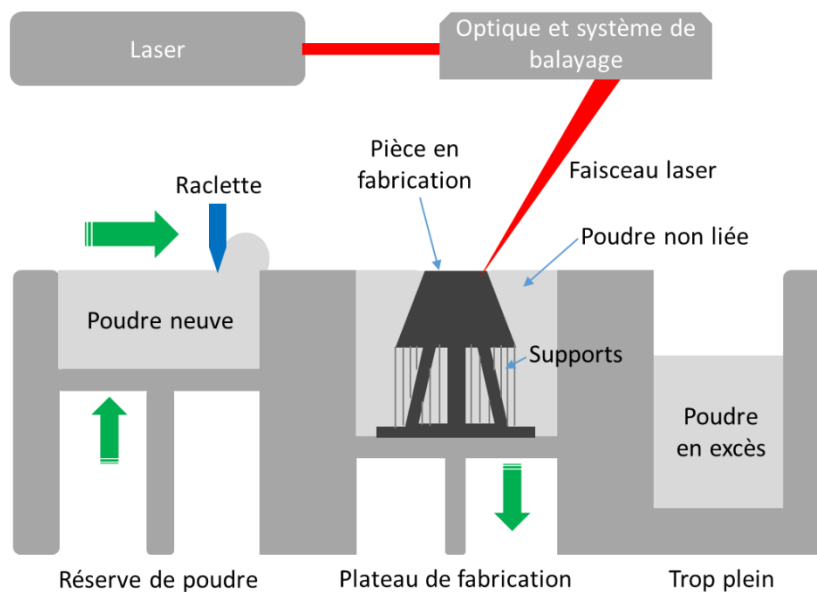 Laser
Optique et système de
balayage
Pièce en
fabrication
Raclette
Faisceau laser
Poudre non liée
Poudre neuve
Supports
Poudre
en excès
Réserve de poudre
Plateau de fabrication
Trop plein